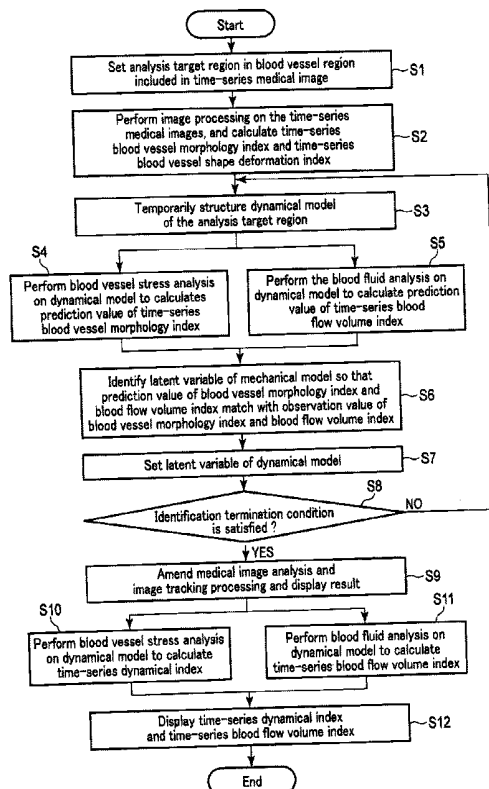 Start
Set analysis target region in blood vessel region
included in time-series medical image
S1
Perform image processing on the time-series
medical images, and calculate time-series
blood vessel morphology index and time-series
blood vessel shape deformation index
S2
Temporarily structure dynamical model
of the analysis target region
S3
S4
Perform blood vessel stress analysis
on dynamical model to calculates
prediction value of time-series
blood vessel morphology index
S5
Perform the blood fluid analysis on
dynamical model to calculate prediction
value of time-series blood
flow volume index
Identify latent variable of mechanical model so that
prediction value of blood vessel morphology index and
blood flow volume index match with observation value of
blood vessel morphology index and blood flow volume index
S6
Set latent variable of dynamical model
S7
S8
Identification termination condition
is satisfied ?
NO
YES
Amend medical image analysis and
image tracking processing and display result
S9
S10
Perform blood vessel stress analysis
on dynamical model to calculate
time-series dynamical index
S11
Perform blood fluid analysis on
dynamical model to calculate
time-series blood flow volume index
Display time-series dynamical index
and time-series blood flow volume index
S12
End